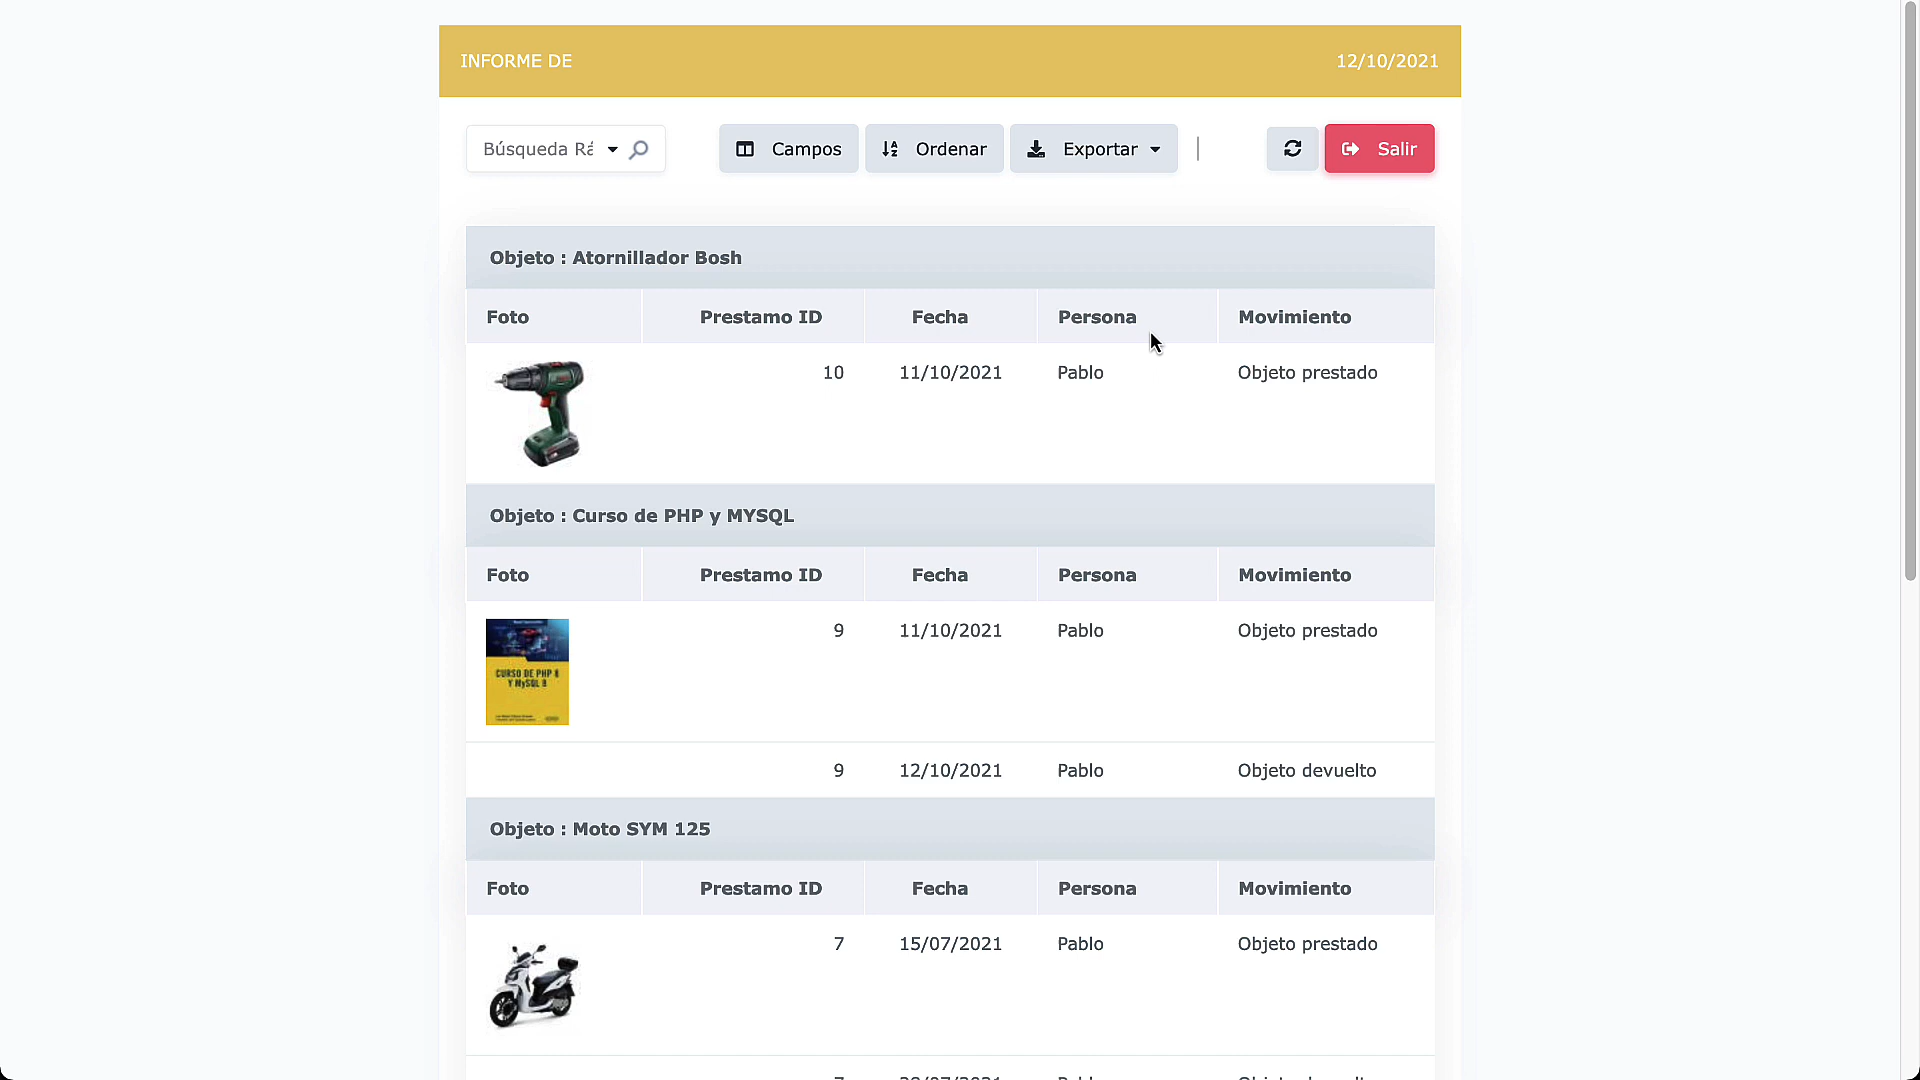 INFORME DE 12/10/2021
Búsqueda Rá Campos Ordenar Exportar Salir
Objeto : Atornillador Bosh
Foto Prestamo ID Fecha Persona Movimiento
10 11/10/2021 Pablo Objeto prestado
Objeto : Curso de PHP y MYSQL
Foto Prestamo ID Fecha Persona Movimiento
9 11/10/2021 Pablo Objeto prestado
CURSO DE PHP 8
Y MySQL 8
9 12/10/2021 Pablo Objeto devuelto
Objeto : Moto SYM 125
Foto Prestamo ID Fecha Persona Movimiento
7 15/07/2021 Pablo Objeto prestado